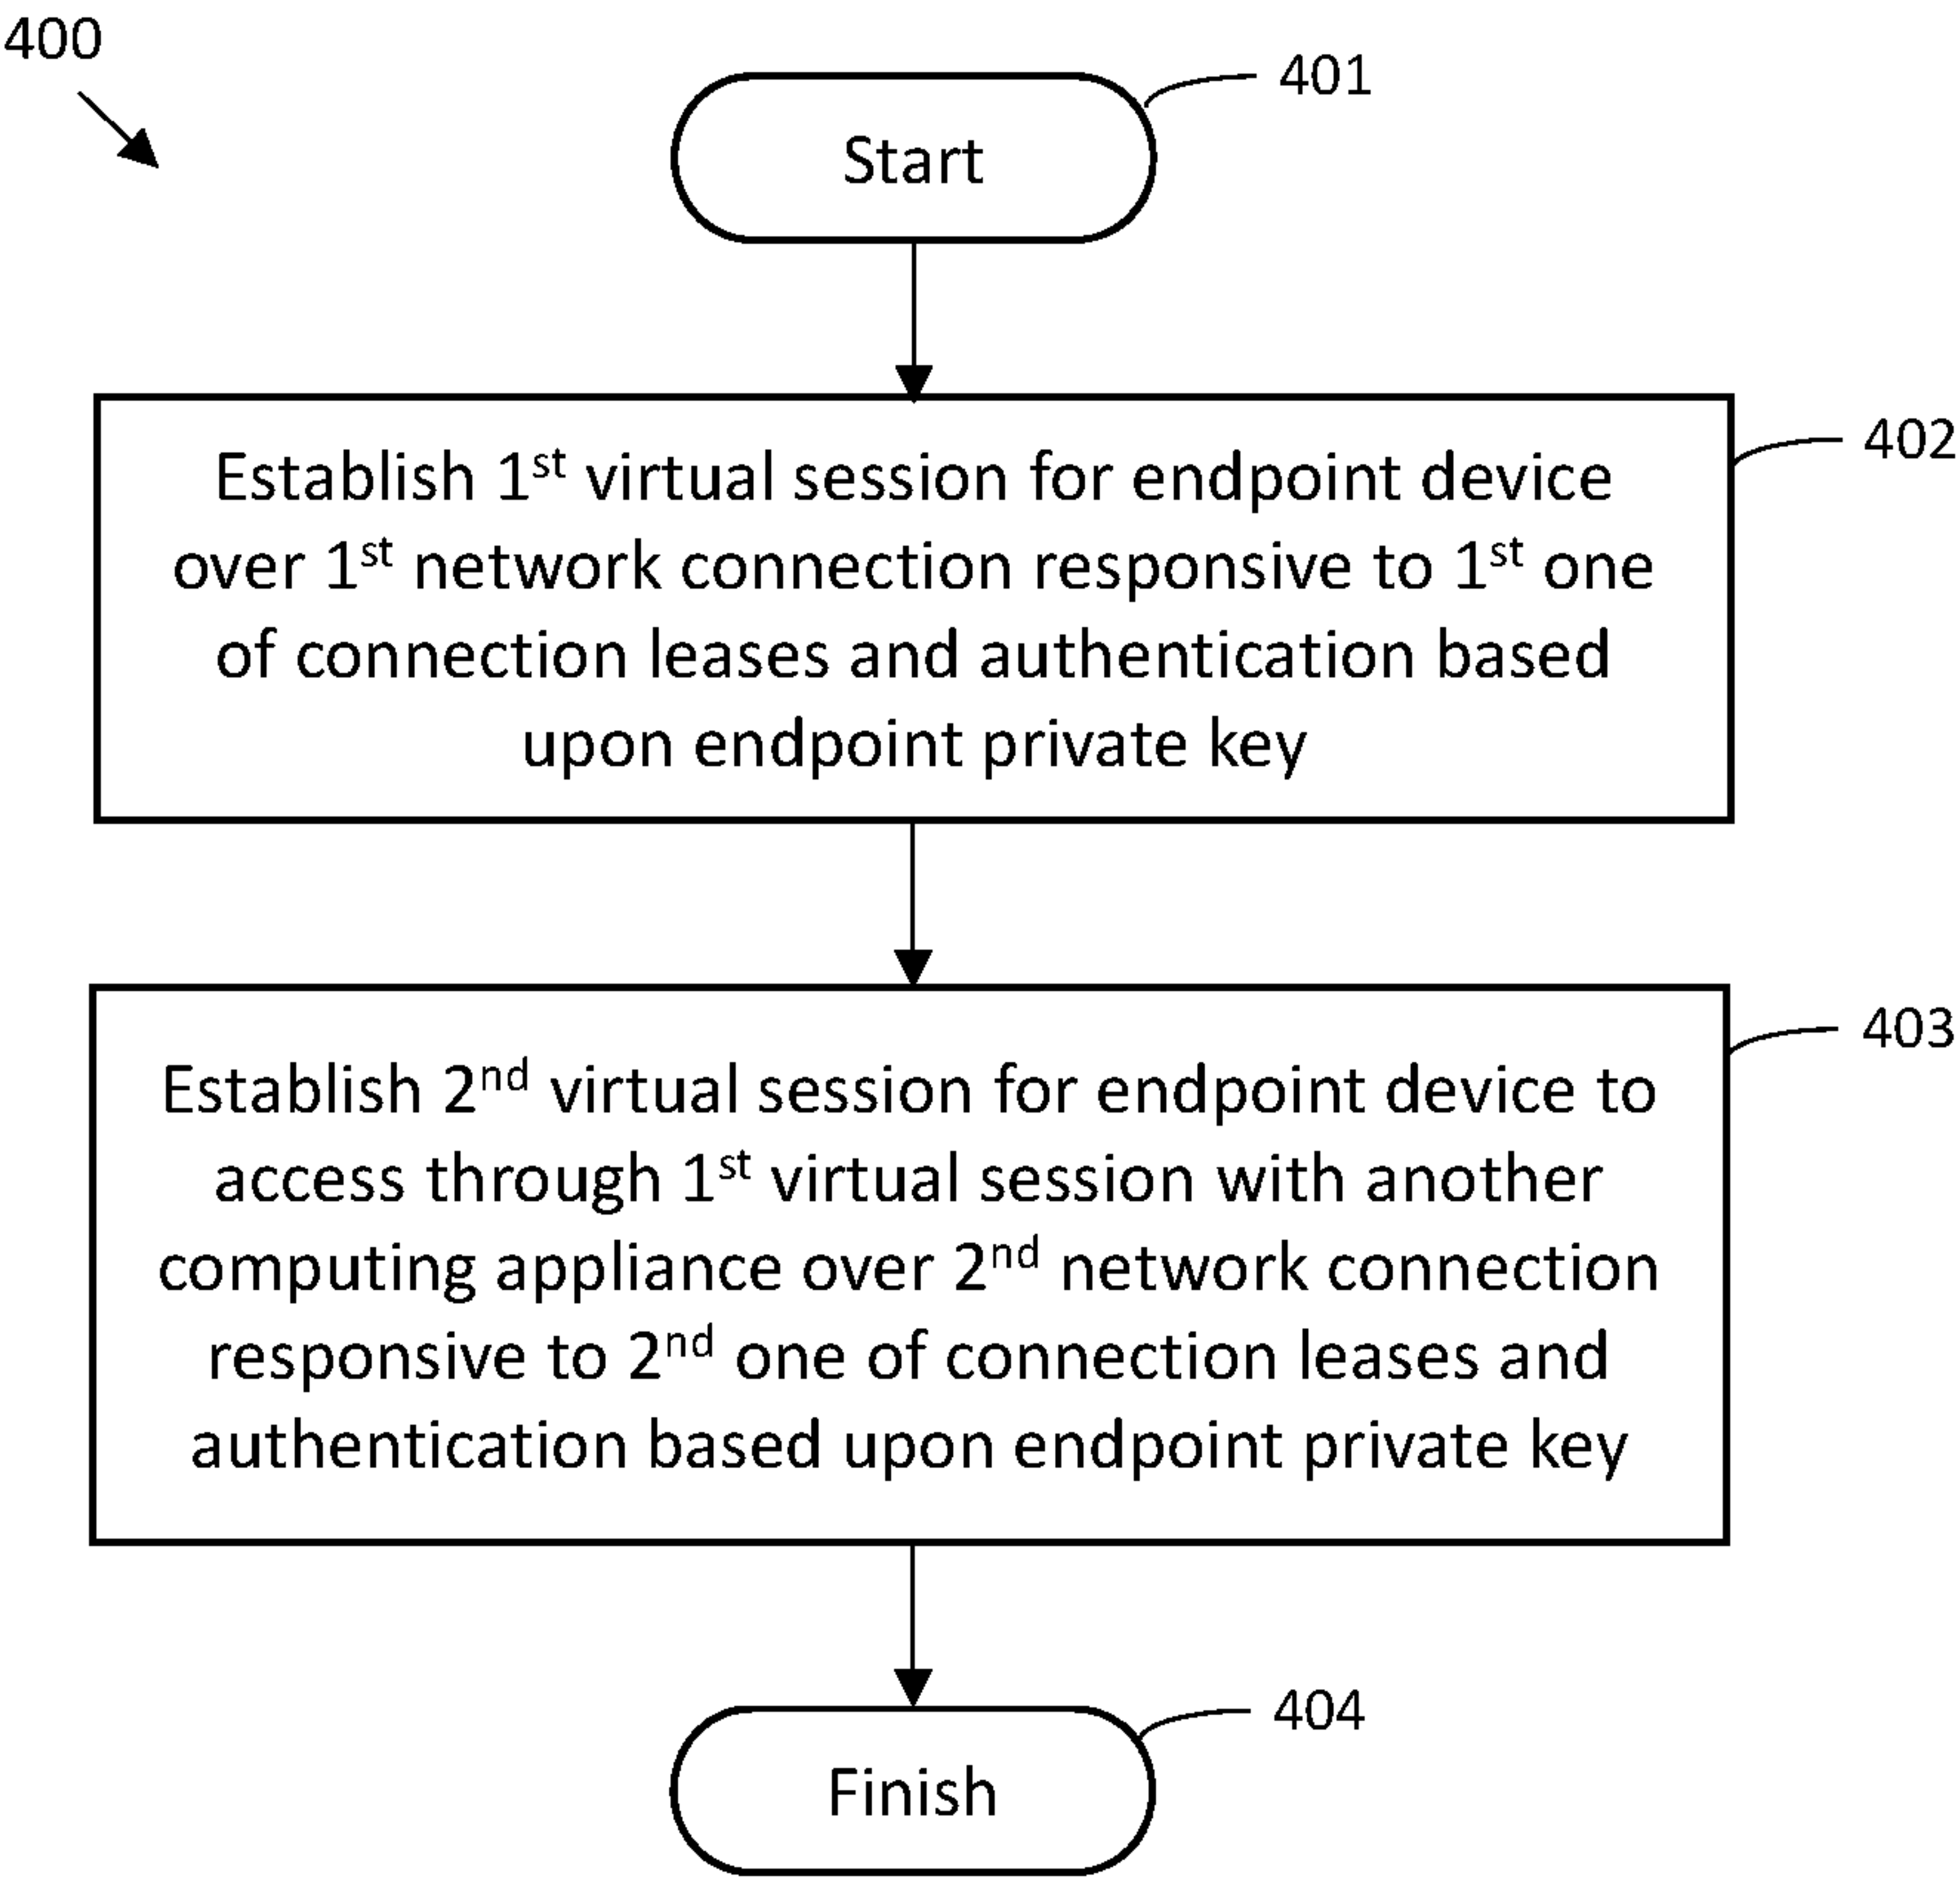 400
401
Start
402
Establish 1st virtual session for endpoint device
over 1st network connection responsive to 1st one
of connection leases and authentication based
upon endpoint private key
403
Establish 2nd virtual session for endpoint device to
access through 1st virtual session with another
computing appliance over 2nd network connection
responsive to 2nd one of connection leases and
authentication based upon endpoint private key
404
Finish